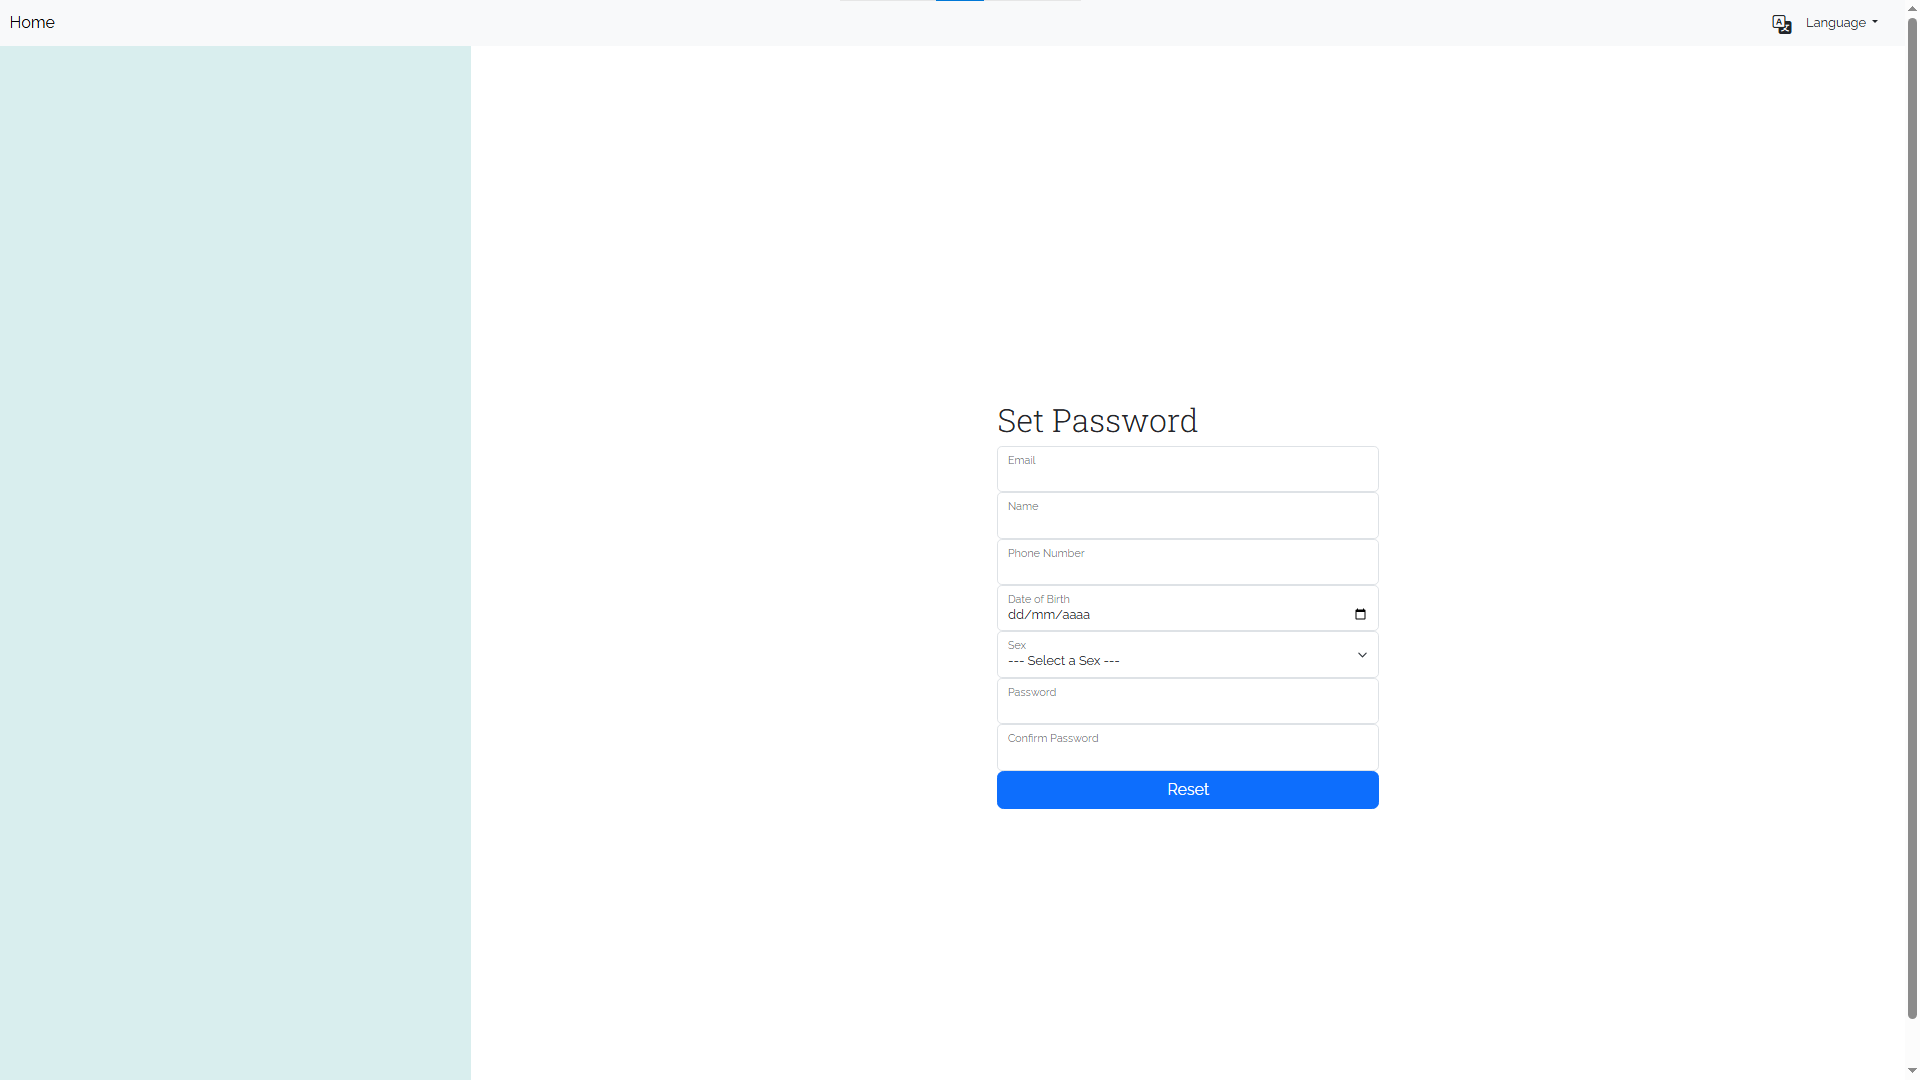 Home
Language
Set Password
Email
Name
Phone Number
Date of Birth
dd/mm/aaaa
Sex
--- Select a Sex ---
Password
Confirm Password
Reset